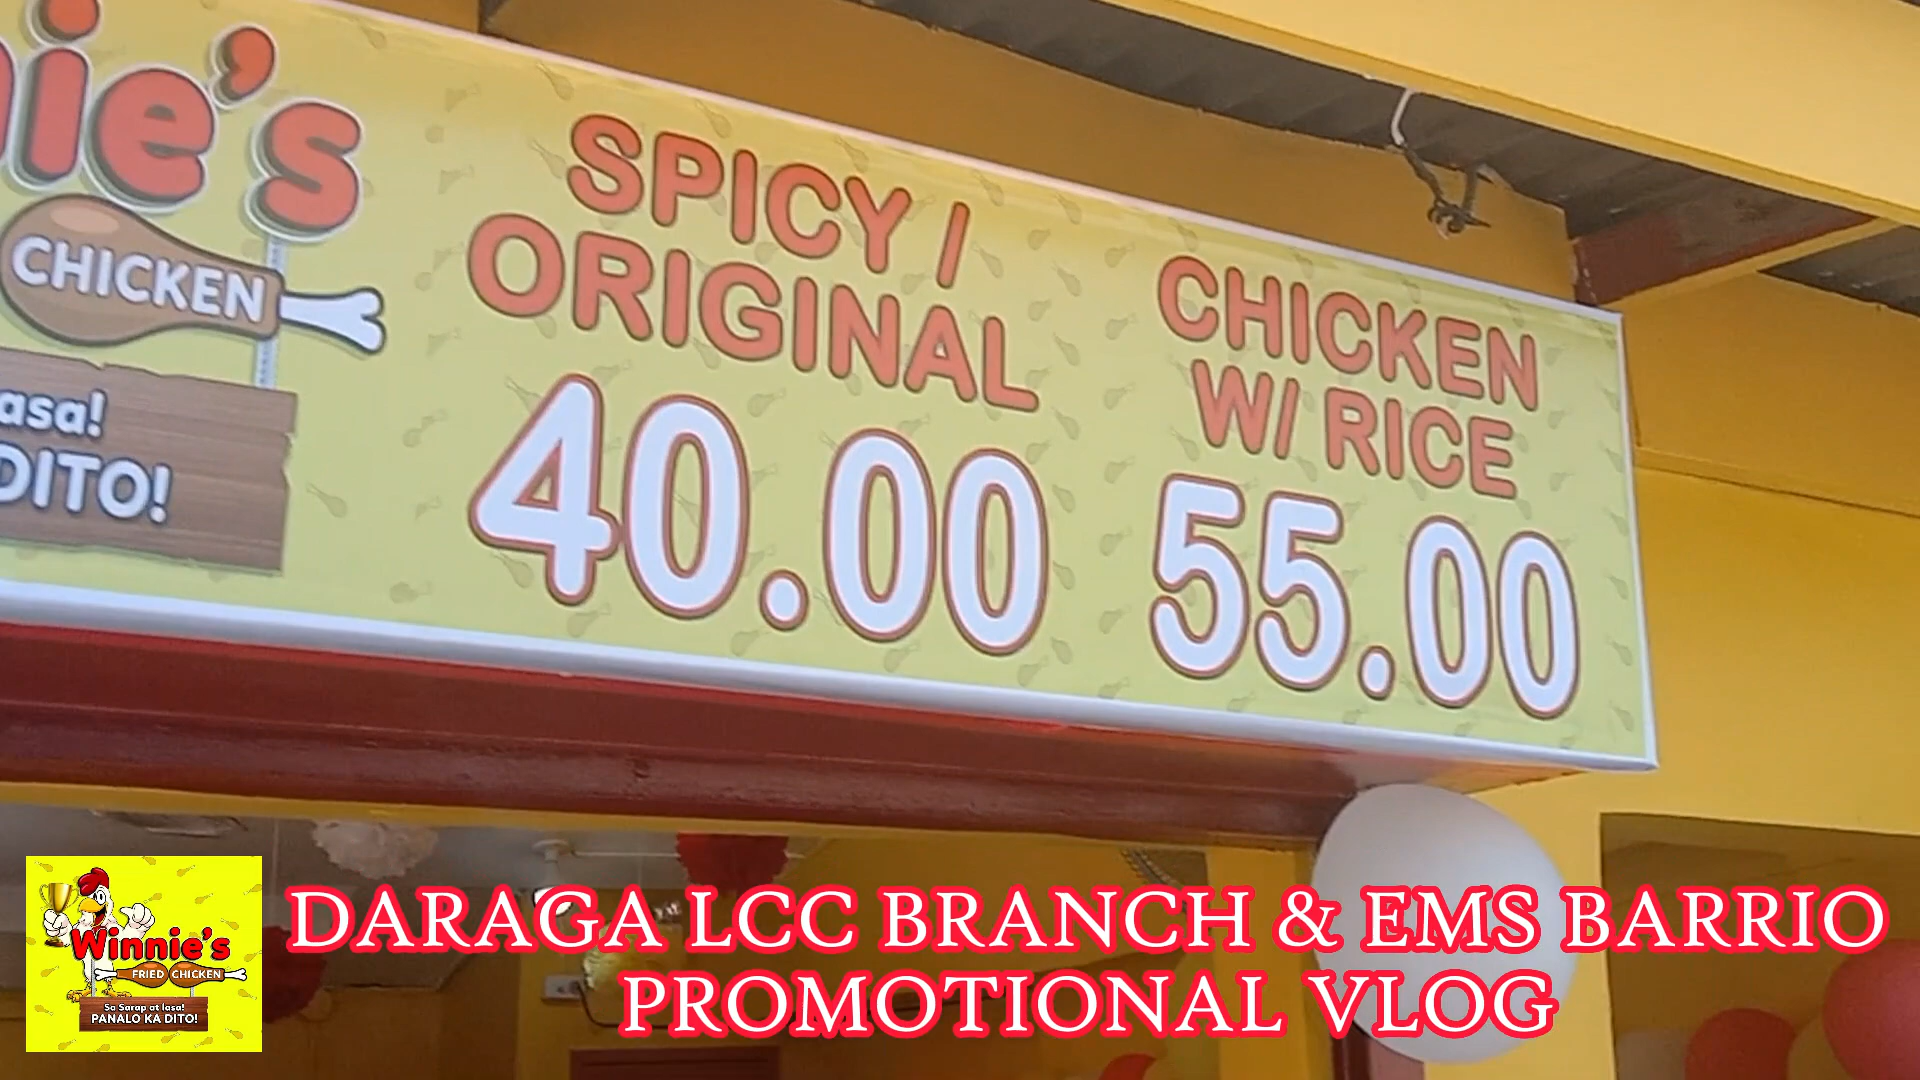 ie's
CHICKEN
asa!
DITO!
SPICY /
ORIGINAL
40.00
CHICKEN
W/ RICE
55.00
Winnie's
FRIED CHICKEN
Sa Sarap at lasa!
PANALO KA DITO!
DARAGA LCC BRANCH & EMS BARRIO
PROMOTIONAL VLOG